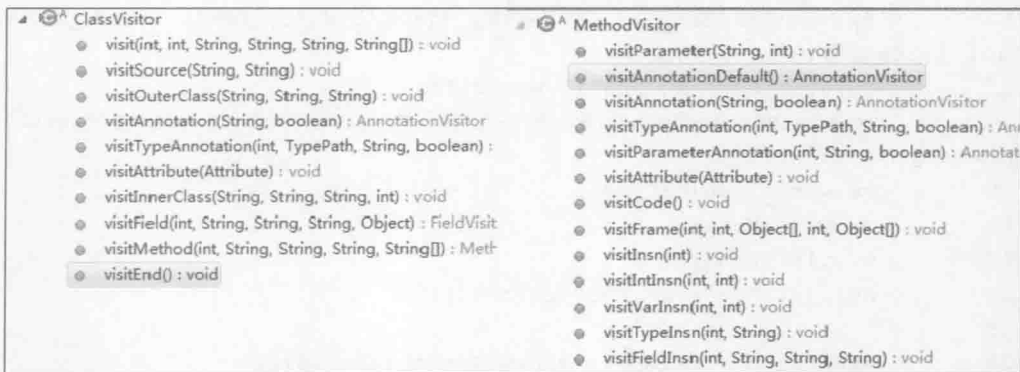 ClassVisitor
visit(int, int, String, String, String, String[]) : void
visitSource(String, String) : void
visitOuterClass(String, String, String) : void
visitAnnotation(String, boolean) : AnnotationVisitor
visitTypeAnnotation(int, TypePath, String, boolean) :
visitAttribute(Attribute) : void
visitInnerClass(String, String, String, int) : void
visitField(int, String, String, String, Object) : FieldVisit
visitMethod(int, String, String, String, String[]) : Meth
visitEnd() : void
MethodVisitor
visitParameter(String, int) : void
visitAnnotationDefault() : AnnotationVisitor
visitAnnotation(String, boolean) : AnnotationVisitor
visitTypeAnnotation(int, TypePath, String, boolean) : Ann
visitParameterAnnotation(int, String, boolean) : Annotat
visitAttribute(Attribute) : void
visitCode() : void
visitFrame(int, int, Object[], int, Object[]) : void
visitInsn(int) : void
visitIntInsn(int, int) : void
visitVarInsn(int, int) : void
visitTypeInsn(int, String) : void
visitFieldInsn(int, String, String, String) : void